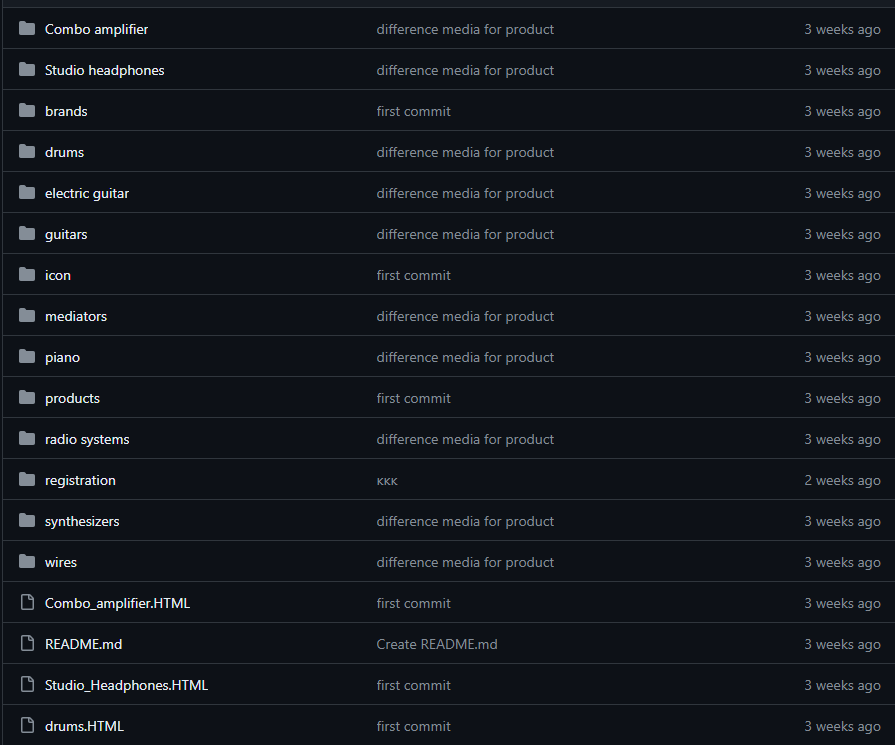 Combo amplifier difference media for product 3 weeks ago
Studio headphones difference media for product 3 weeks ago
brands first commit 3 weeks ago
drums difference media for product 3 weeks ago
electric guitar difference media for product 3 weeks ago
guitars difference media for product 3 weeks ago
icon first commit 3 weeks ago
mediators difference media for product 3 weeks ago
piano difference media for product 3 weeks ago
products first commit 3 weeks ago
radio systems difference media for product 3 weeks ago
registration ккк 2 weeks ago
synthesizers difference media for product 3 weeks ago
wires difference media for product 3 weeks ago
Combo_amplifier.HTML first commit 3 weeks ago
README.md Create README.md 3 weeks ago
Studio_Headphones.HTML first commit 3 weeks ago
drums.HTML first commit 3 weeks ago